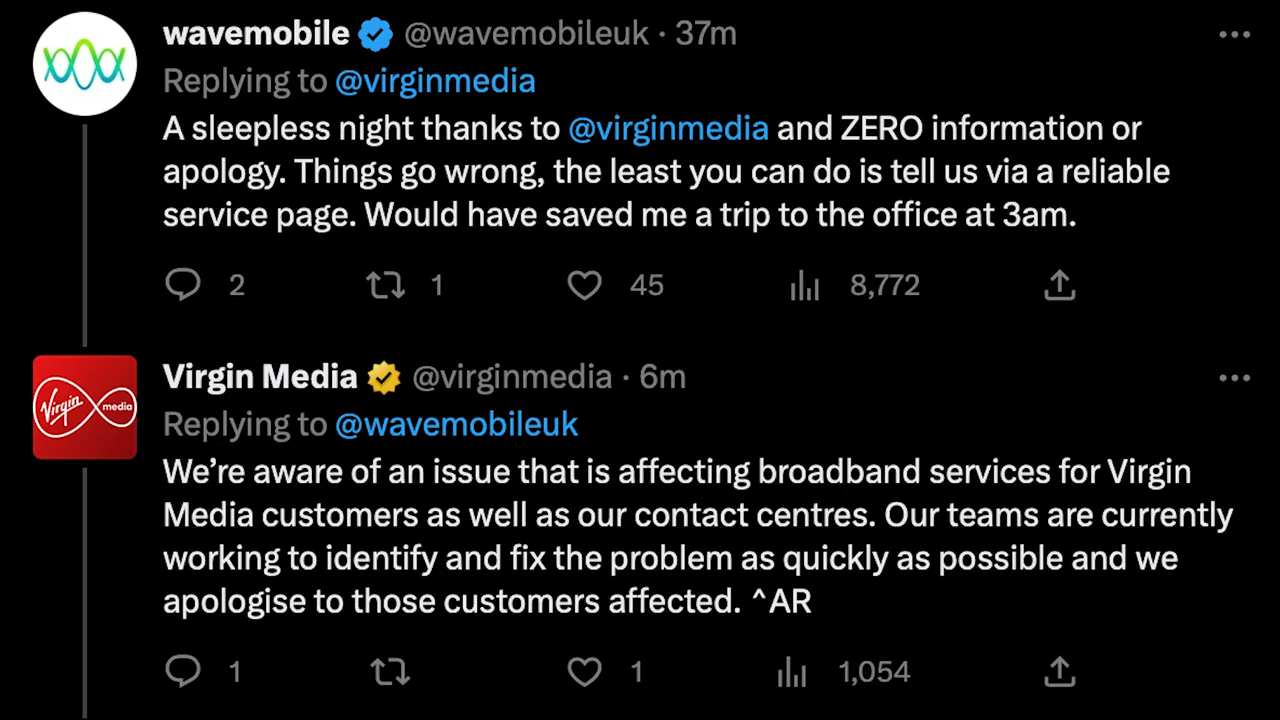 wavemobile @wavemobileuk · 37m
Replying to @virginmedia
A sleepless night thanks to @virginmedia and ZERO information or
apology. Things go wrong, the least you can do is tell us via a reliable
service page. Would have saved me a trip to the office at 3am.
2 1 45 8,772
Virgin media
Virgin Media @virginmedia · 6m
Replying to @wavemobileuk
We’re aware of an issue that is affecting broadband services for Virgin
Media customers as well as our contact centres. Our teams are currently
working to identify and fix the problem as quickly as possible and we
apologise to those customers affected. ^AR
1 1 1,054